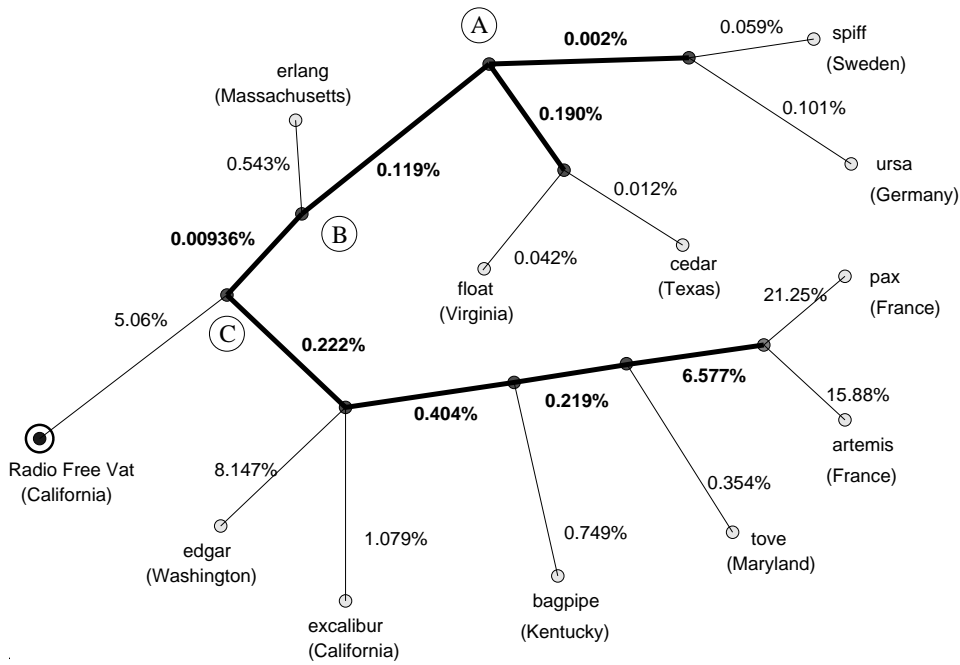 A
0.002%
0.059%
spiff
(Sweden)
erlang
(Massachusetts)
0.190%
0.101%
0.543%
0.119%
ursa
(Germany)
0.012%
B
0.00936%
0.042%
cedar
(Texas)
float
(Virginia)
pax
(France)
21.25%
5.06%
C
0.222%
6.577%
0.404%
0.219%
15.88%
artemis
(France)
Radio Free Vat
(California)
8.147%
0.354%
1.079%
0.749%
edgar
(Washington)
tove
(Maryland)
bagpipe
(Kentucky)
excalibur
(California)